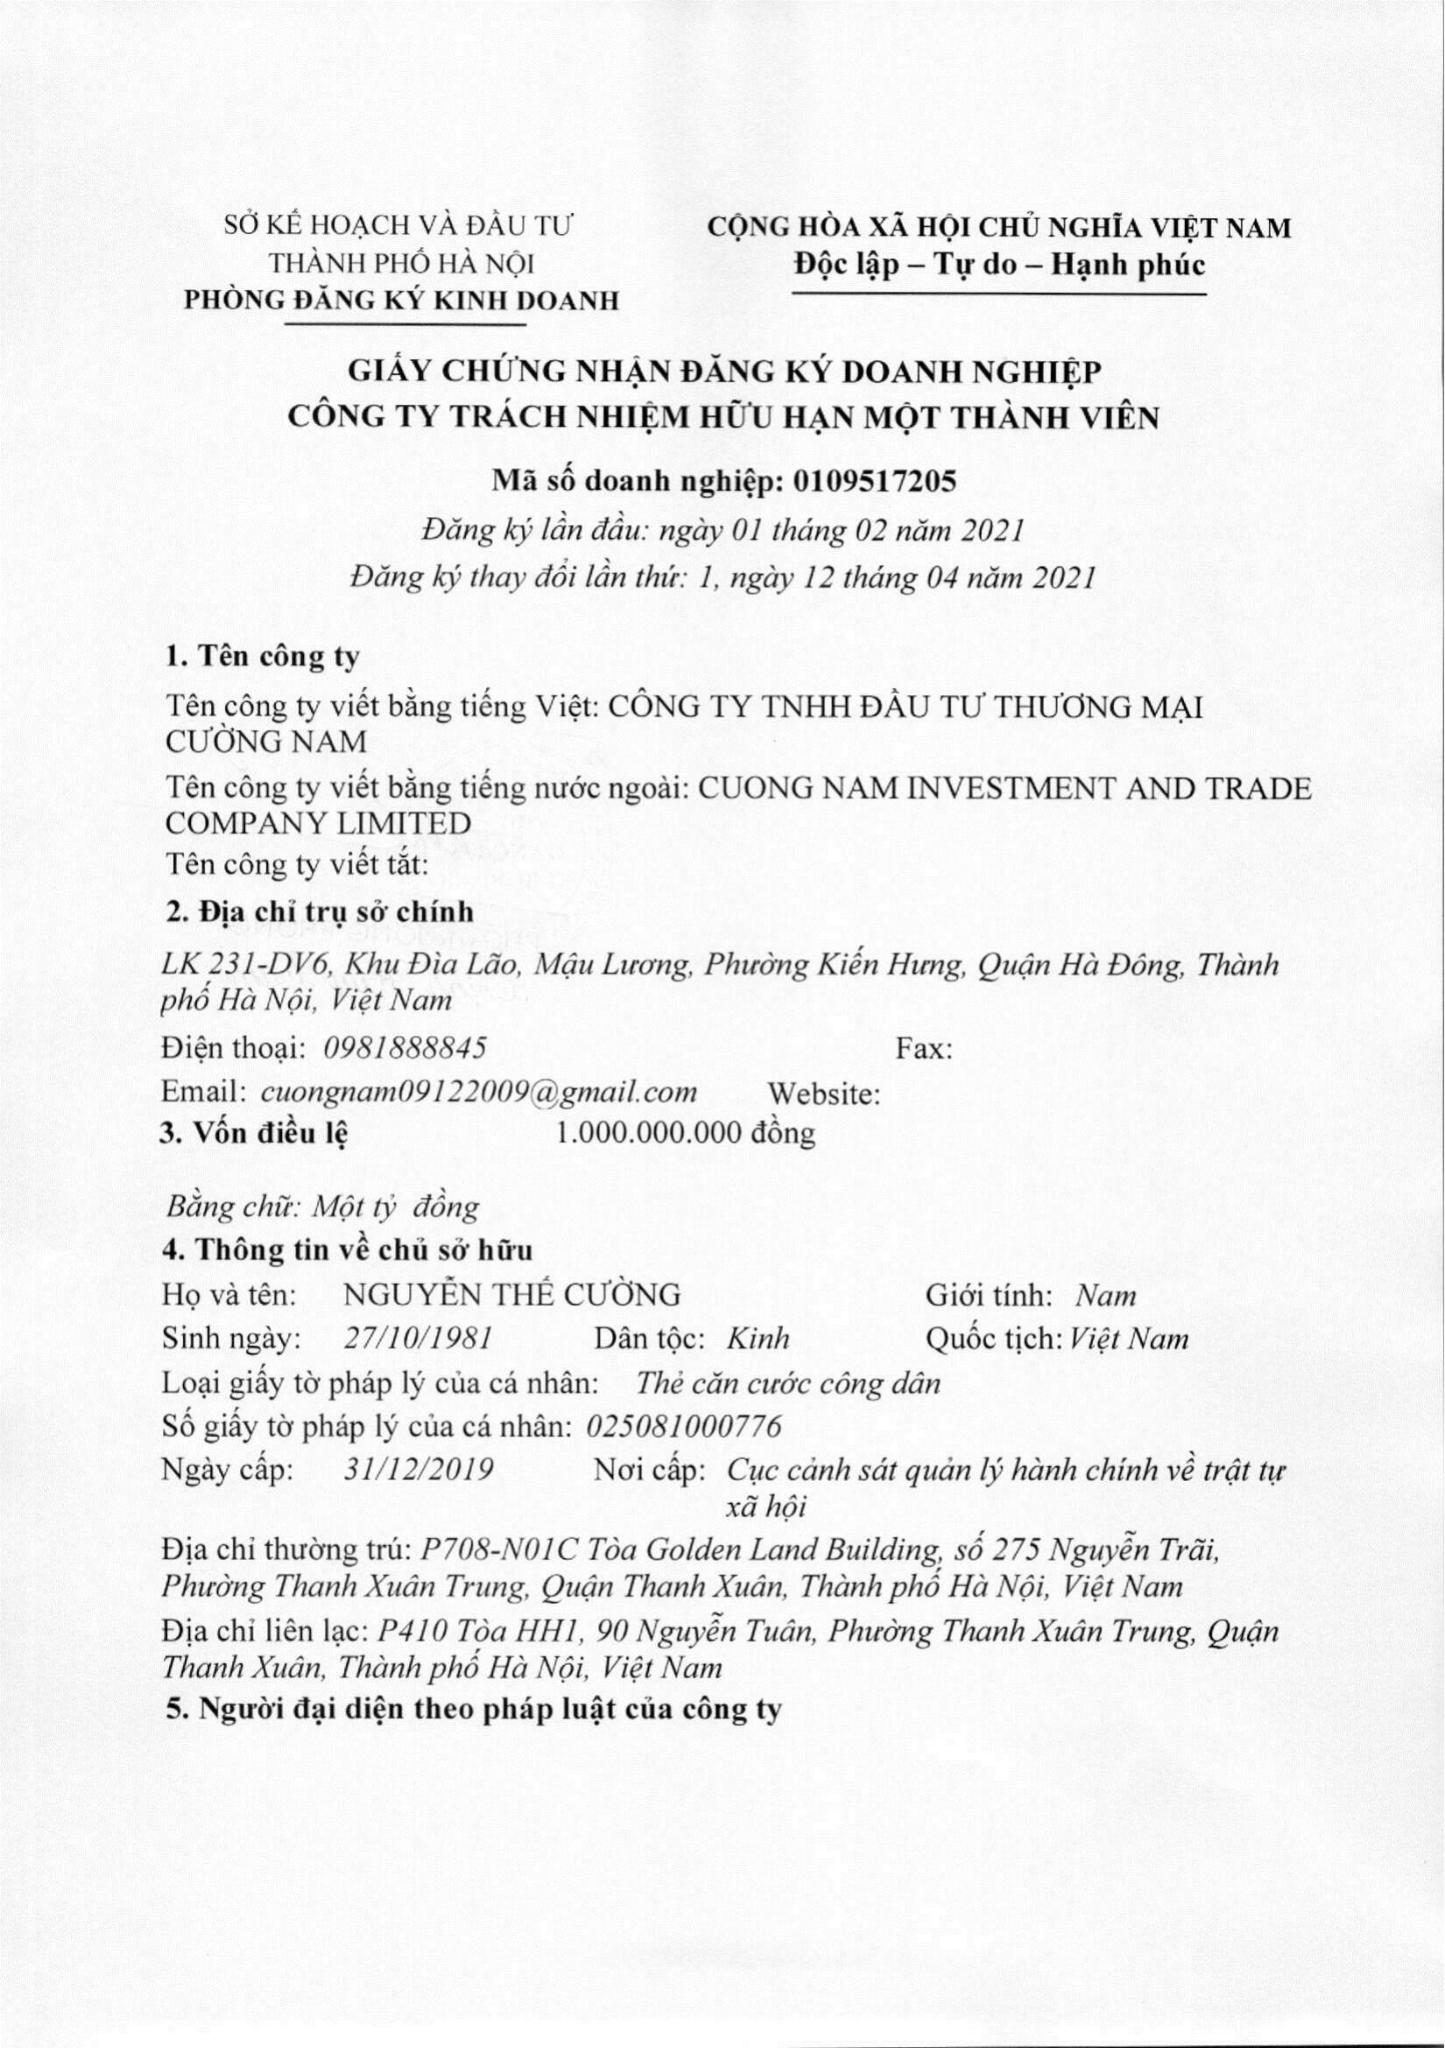 SỞ KẾ HOẠCH VÀ ĐẦU TƯ
THÀNH PHỐ HÀ NỘI
PHÒNG ĐĂNG KÝ KINH DOANH
CỘNG HÒA XÃ HỘI CHỦ NGHĨA VIỆT NAM
Độc lập – Tự do – Hạnh phúc
GIẤY CHỨNG NHẬN ĐĂNG KÝ DOANH NGHIỆP
CÔNG TY TRÁCH NHIỆM HỮU HẠN MỘT THÀNH VIÊN
Mã số doanh nghiệp: 0109517205
Đăng ký lần đầu: ngày 01 tháng 02 năm 2021
Đăng ký thay đổi lần thứ: 1, ngày 12 tháng 04 năm 2021
1. Tên công ty
Tên công ty viết bằng tiếng Việt: CÔNG TY TNHH ĐẦU TƯ THƯƠNG MẠI
CƯỜNG NAM
Tên công ty viết bằng tiếng nước ngoài: CUONG NAM INVESTMENT AND TRADE
COMPANY LIMITED
Tên công ty viết tắt:
2. Địa chỉ trụ sở chính
LK 231-DV6, Khu Đìa Lão, Mậu Lương, Phường Kiến Hưng, Quận Hà Đông, Thành
phố Hà Nội, Việt Nam
Điện thoại: 0981888845 Fax:
Email: cuongnam09122009@gmail.com Website:
3. Vốn điều lệ 1.000.000.000 đồng
Bằng chữ: Một tỷ đồng
4. Thông tin về chủ sở hữu
Họ và tên: NGUYỄN THẾ CƯỜNG Giới tính: Nam
Sinh ngày: 27/10/1981 Dân tộc: Kinh Quốc tịch: Việt Nam
Loại giấy tờ pháp lý của cá nhân: Thẻ căn cước công dân
Số giấy tờ pháp lý của cá nhân: 025081000776
Ngày cấp: 31/12/2019 Nơi cấp: Cục cảnh sát quản lý hành chính về trật tự
xã hội
Địa chỉ thường trú: P708-N01C Tòa Golden Land Building, số 275 Nguyễn Trãi,
Phường Thanh Xuân Trung, Quận Thanh Xuân, Thành phố Hà Nội, Việt Nam
Địa chỉ liên lạc: P410 Tòa HH1, 90 Nguyễn Tuân, Phường Thanh Xuân Trung, Quận
Thanh Xuân, Thành phố Hà Nội, Việt Nam
5. Người đại diện theo pháp luật của công ty